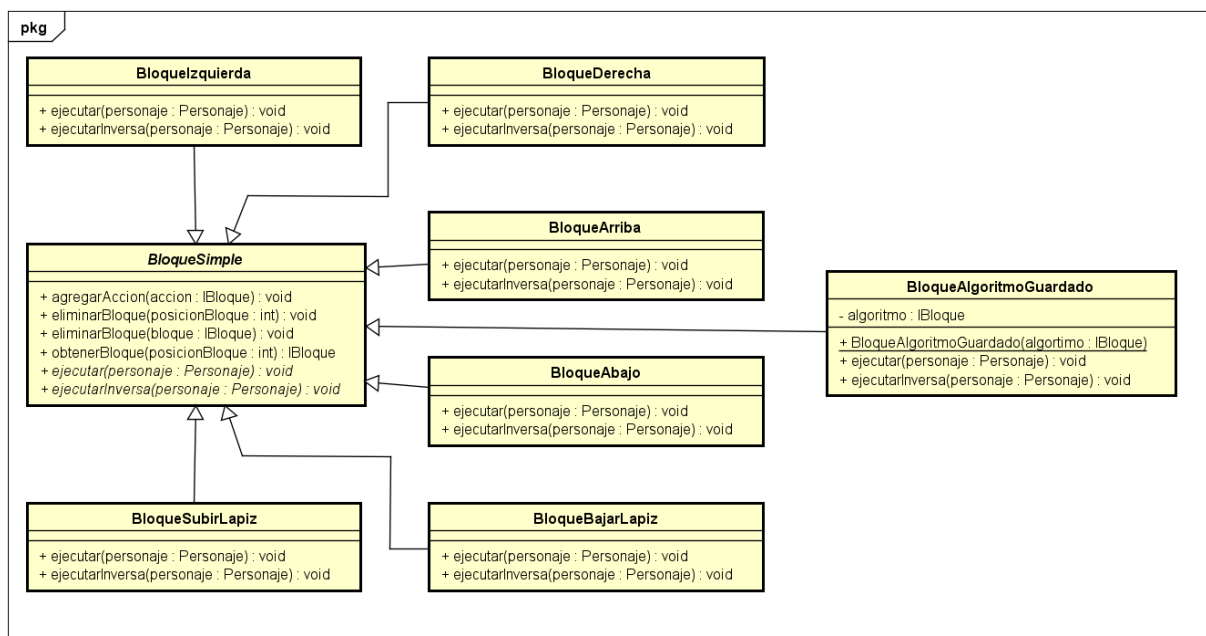 pkg
BloqueIzquierda
+ ejecutar(personaje : Personaje) : void
+ ejecutarInversa(personaje : Personaje) : void
BloqueDerecha
+ ejecutar(personaje : Personaje) : void
+ ejecutarInversa(personaje : Personaje) : void
BloqueArriba
+ ejecutar(personaje : Personaje) : void
+ ejecutarInversa(personaje : Personaje) : void
BloqueSimple
+ agregarAccion(accion : IBloque) : void
+ eliminarBloque(posicionBloque : int) : void
+ eliminarBloque(bloque : IBloque) : void
+ obtenerBloque(posicionBloque : int) : IBloque
+ ejecutar(personaje : Personaje) : void
+ ejecutarInversa(personaje : Personaje) : void
BloqueAlgoritmoGuardado
- algoritmo : IBloque
+ BloqueAlgoritmoGuardado(algortimo : IBloque)
+ ejecutar(personaje : Personaje) : void
+ ejecutarInversa(personaje : Personaje) : void
BloqueAbajo
+ ejecutar(personaje : Personaje) : void
+ ejecutarInversa(personaje : Personaje) : void
BloqueSubirLapiz
+ ejecutar(personaje : Personaje) : void
+ ejecutarInversa(personaje : Personaje) : void
BloqueBajarLapiz
+ ejecutar(personaje : Personaje) : void
+ ejecutarInversa(personaje : Personaje) : void